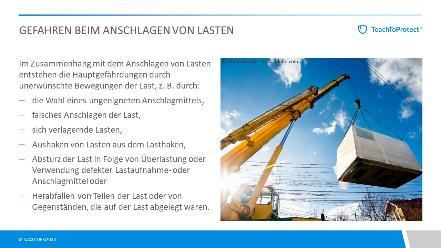 GEFAHREN BEIM ANSCHLAGEN VON LASTEN
TeachToProtect
Im Zusammenhang mit dem Anschlagen von Lasten
entstehen die Hauptgefährdungen durch
unerwünschte Bewegungen der Last, z. B. durch:
— die Wahl eines ungeeigneten Anschlagmittels,
— falsches Anschlagen der Last,
— sich verlagernde Lasten,
— Aushaken von Lasten aus dem Lasthaken,
— Absturz der Last in Folge von Überlastung oder
Verwendung defekter Lastaufnahme- oder
Anschlagmittel oder
— Herabfallen von Teilen der Last oder von
Gegenständen, die auf der Last abgelegt waren.
© TEACHTOPROTECT